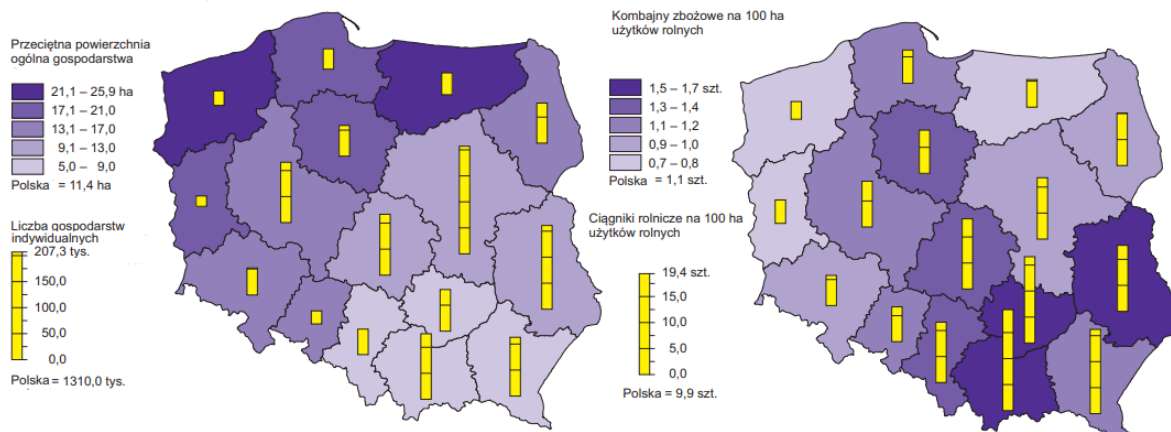 Przeciętna powierzchnia
ogólna gospodarstwa
21,1 – 25,9 ha
17,1 – 21,0
13,1 – 17,0
9,1 – 13,0
5,0 – 9,0
Polska = 11,4 ha
Liczba gospodarstw
indywidualnych
207,3 tys.
150,0
100,0
50,0
0,0
Polska = 1310,0 tys.
Kombajny zbożowe na 100 ha
użytków rolnych
1,5 – 1,7 szt.
1,3 – 1,4
1,1 – 1,2
0,9 – 1,0
0,7 – 0,8
Polska = 1,1 szt.
Ciągniki rolnicze na 100 ha
użytków rolnych
19,4 szt.
15,0
10,0
5,0
0,0
Polska = 9,9 szt.